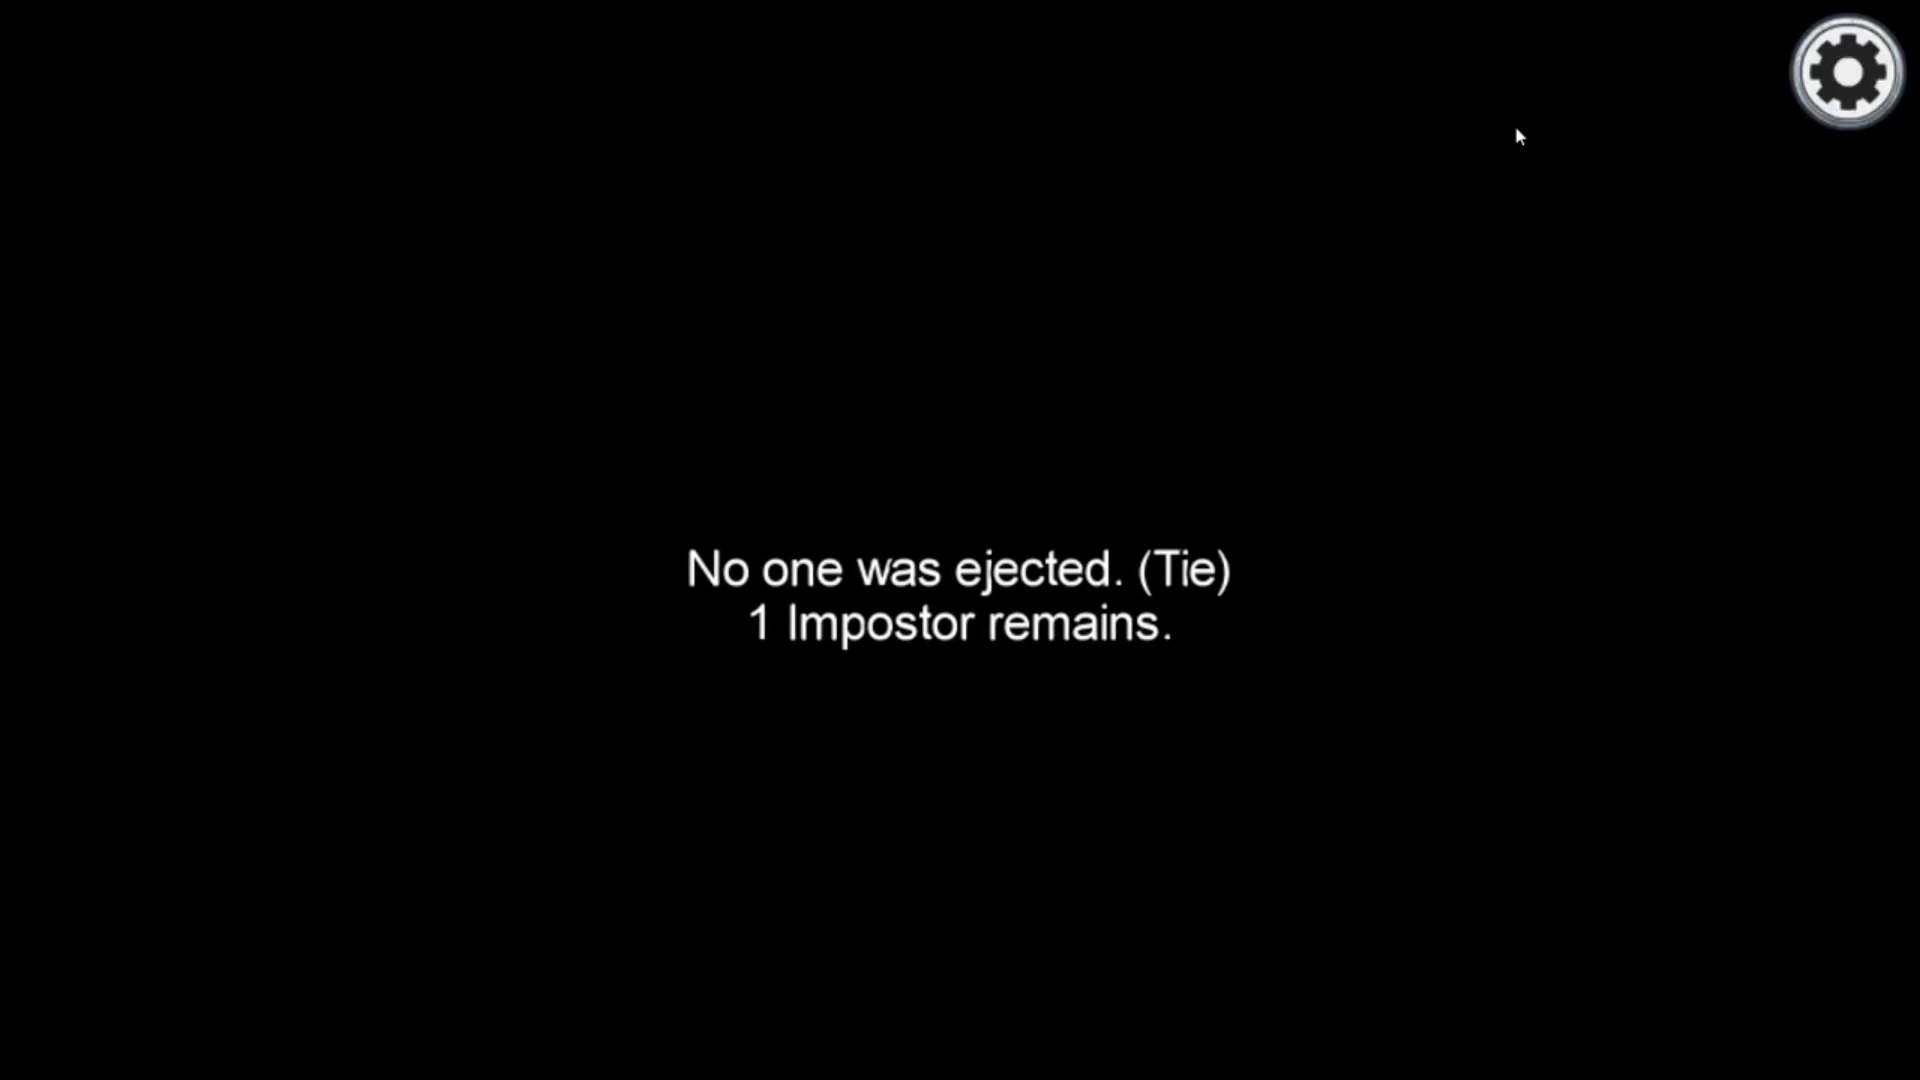 No one was ejected. (Tie)
1 Impostor remains.